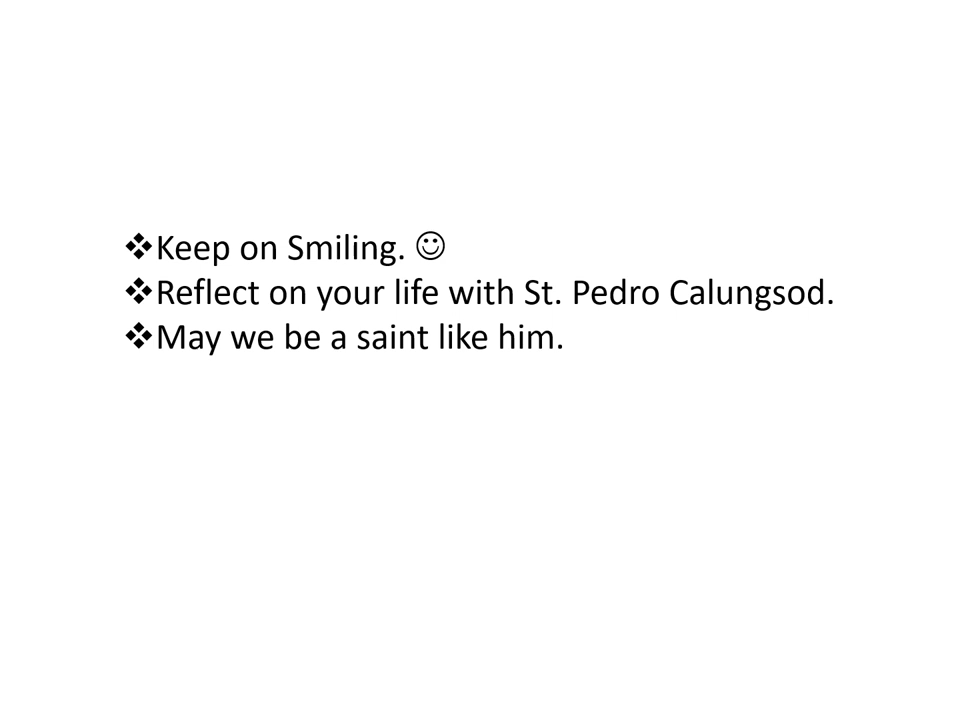 ❖Keep on Smiling. ☺
❖Reflect on your life with St. Pedro Calungsod.
❖May we be a saint like him.